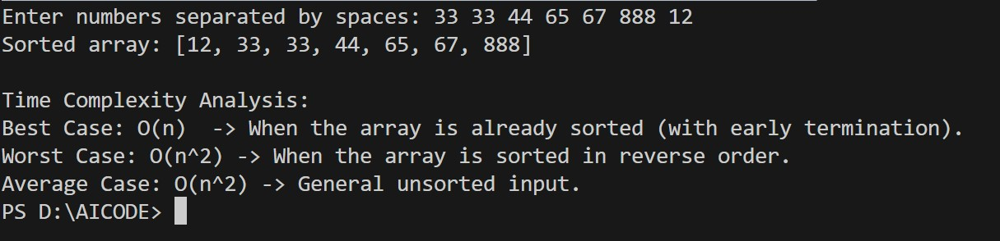 Enter numbers separated by spaces: 33 33 44 65 67 888 12
Sorted array: [12, 33, 33, 44, 65, 67, 888]
Time Complexity Analysis:
Best Case: O(n)  -> When the array is already sorted (with early termination).
Worst Case: O(n^2) -> When the array is sorted in reverse order.
Average Case: O(n^2) -> General unsorted input.
PS D:\AICODE>